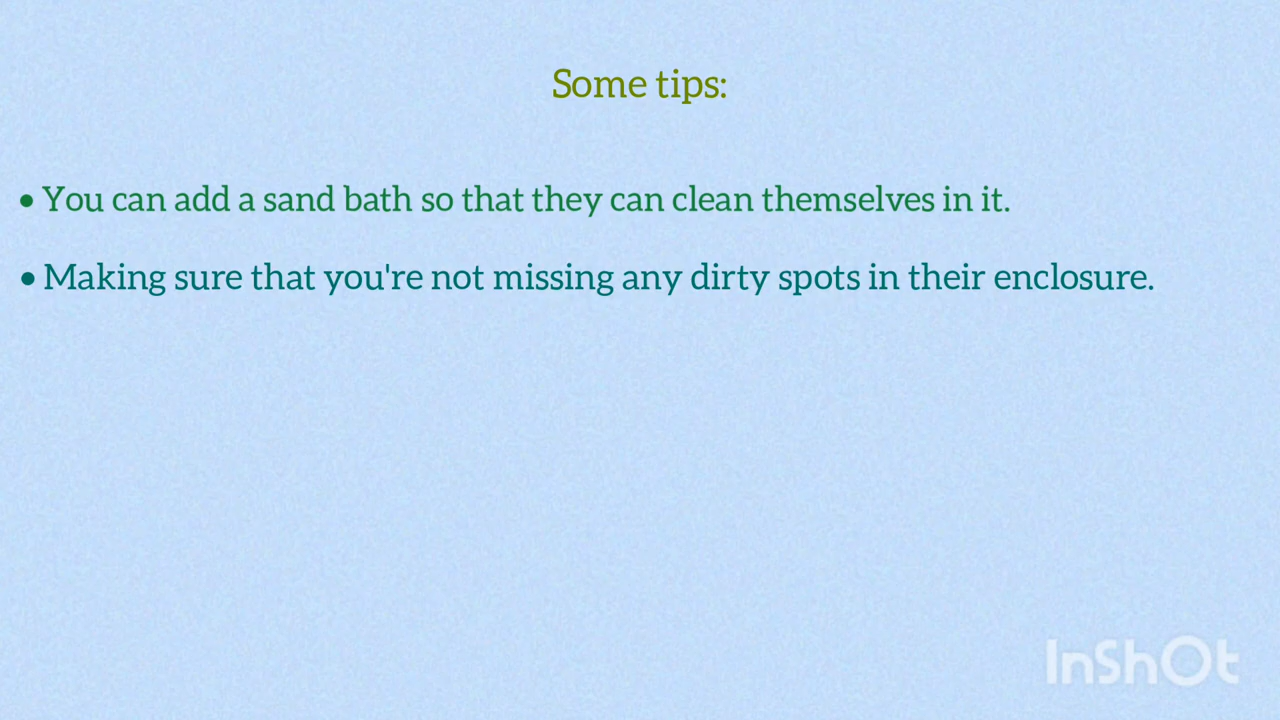 Some tips:
• You can add a sand bath so that they can clean themselves in it.
• Making sure that you're not missing any dirty spots in their enclosure.
InShOt